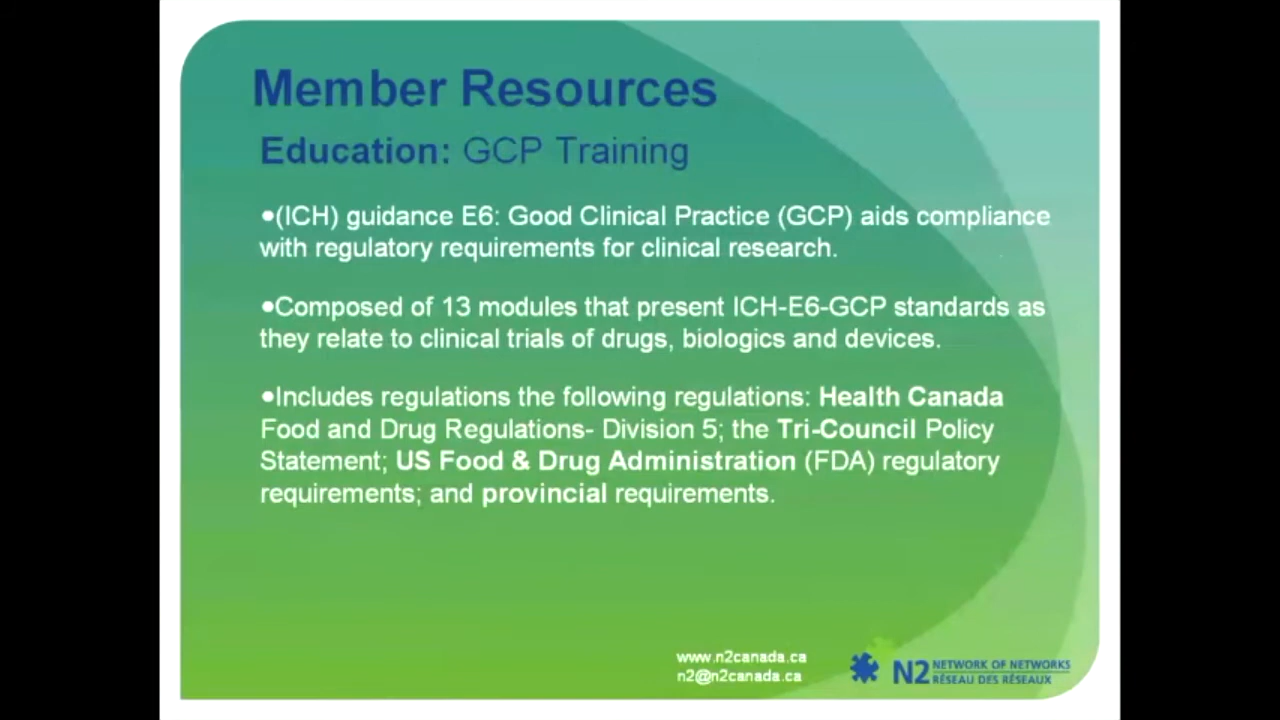 Member Resources
Education: GCP Training
•(ICH) guidance E6: Good Clinical Practice (GCP) aids compliance
with regulatory requirements for clinical research.
•Composed of 13 modules that present ICH-E6-GCP standards as
they relate to clinical trials of drugs, biologics and devices.
•Includes regulations the following regulations: Health Canada
Food and Drug Regulations- Division 5; the Tri-Council Policy
Statement; US Food & Drug Administration (FDA) regulatory
requirements; and provincial requirements.
www.n2canada.ca
n2@n2canada.ca
N2 NETWORK OF NETWORKS
RÉSEAU DES RÉSEAUX